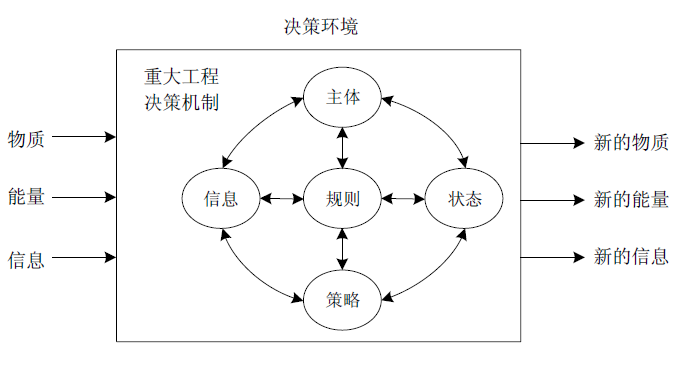 决策环境
重大工程
决策机制
主体
物质
新的物质
能量
信息
规则
状态
新的能量
信息
新的信息
策略